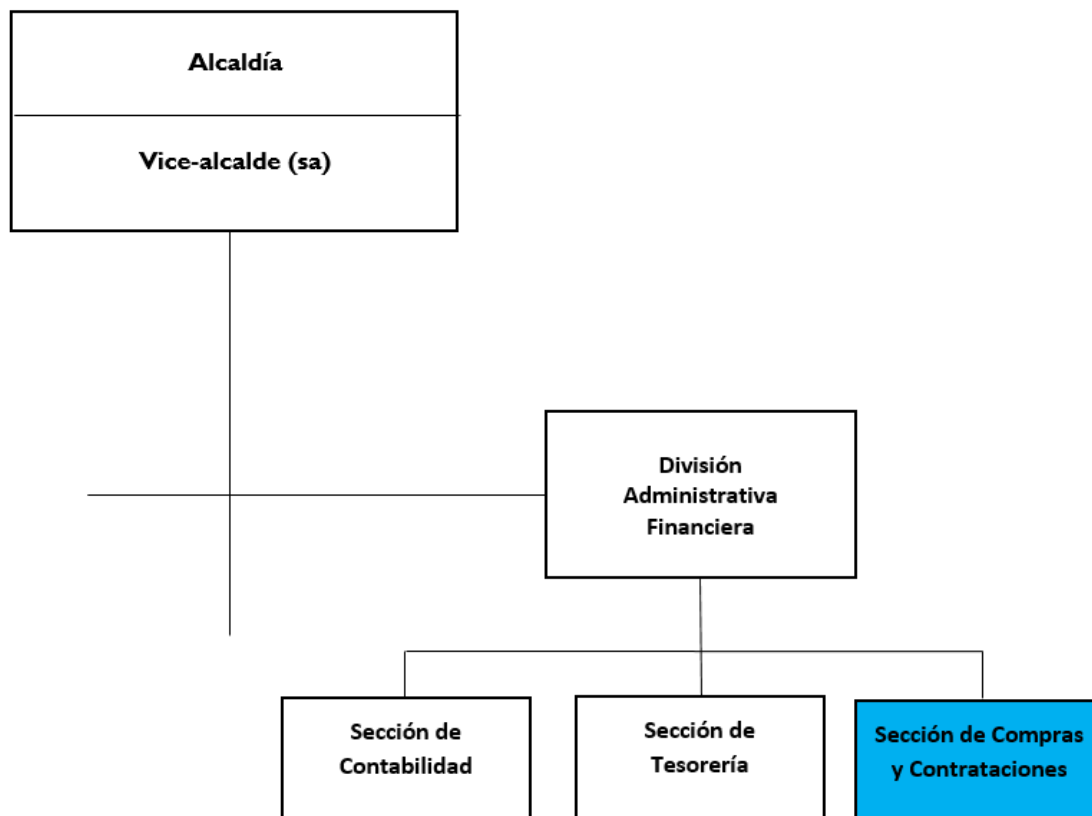 Alcaldía
Vice-alcalde (sa)
División
Administrativa
Financiera
Sección de
Contabilidad
Sección de
Tesorería
Sección de Compras
y Contrataciones